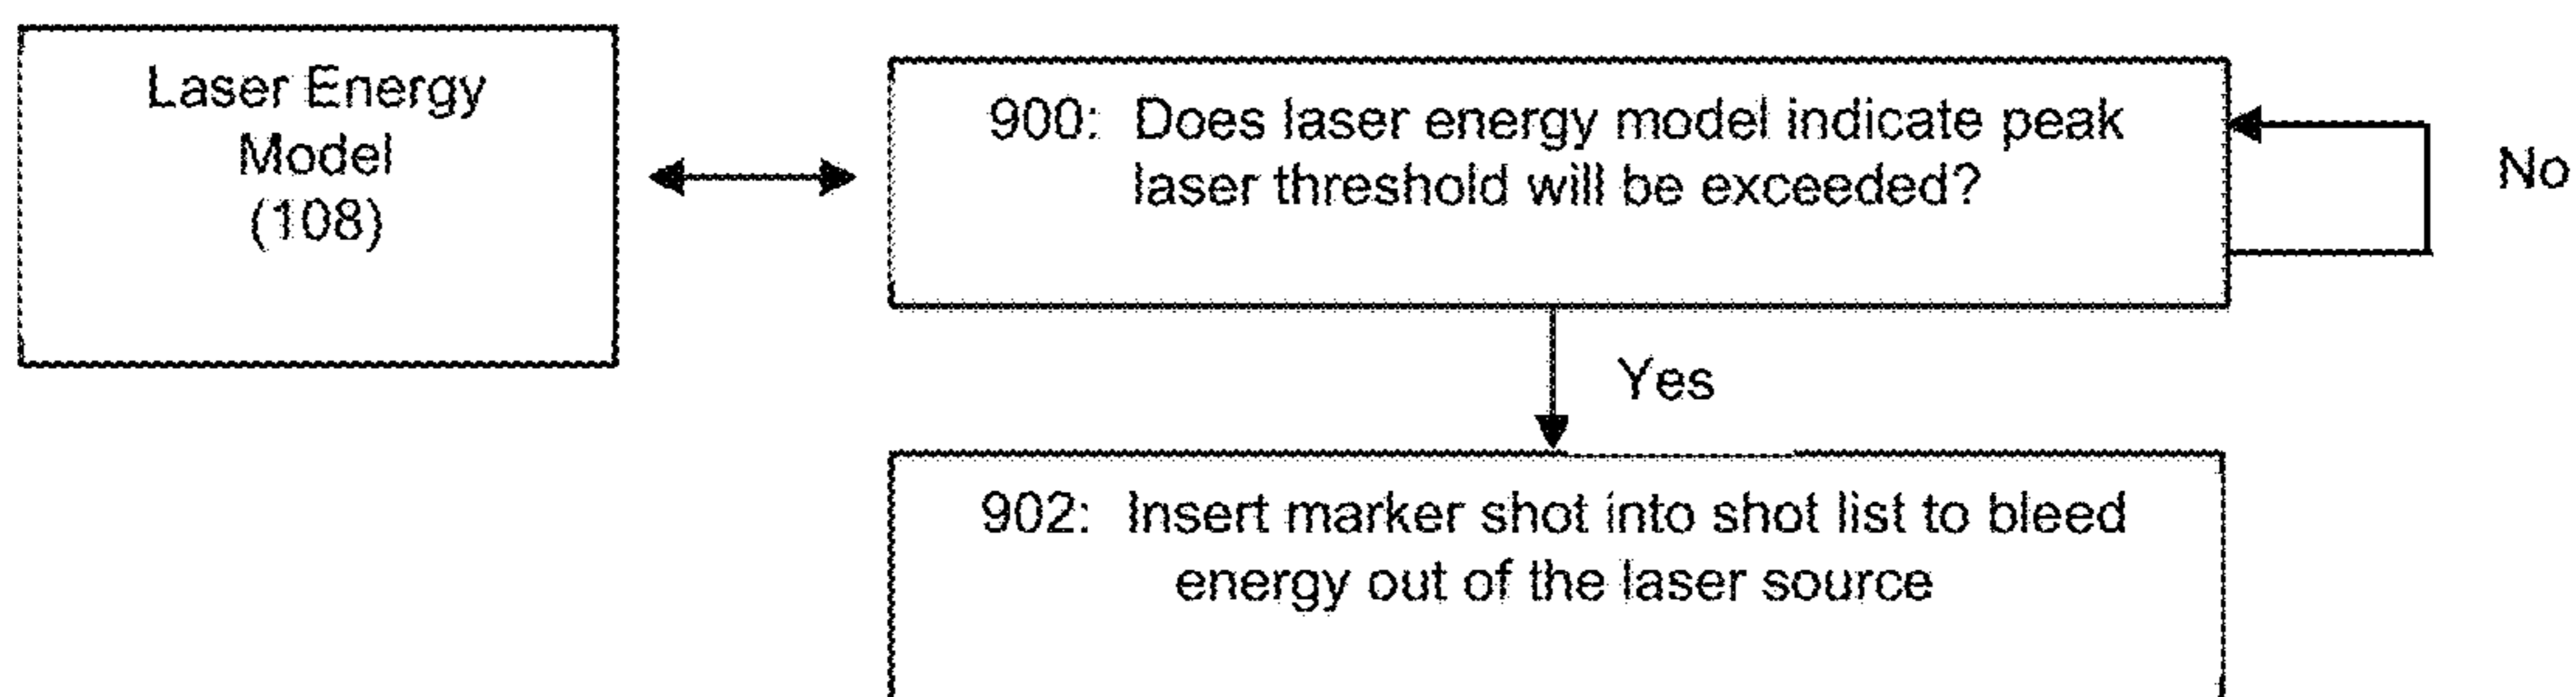 Laser Energy
Model
(108)
900: Does laser energy model indicate peak
laser threshold will be exceeded?
No
Yes
902: Insert marker shot into shot list to bleed
energy out of the laser source